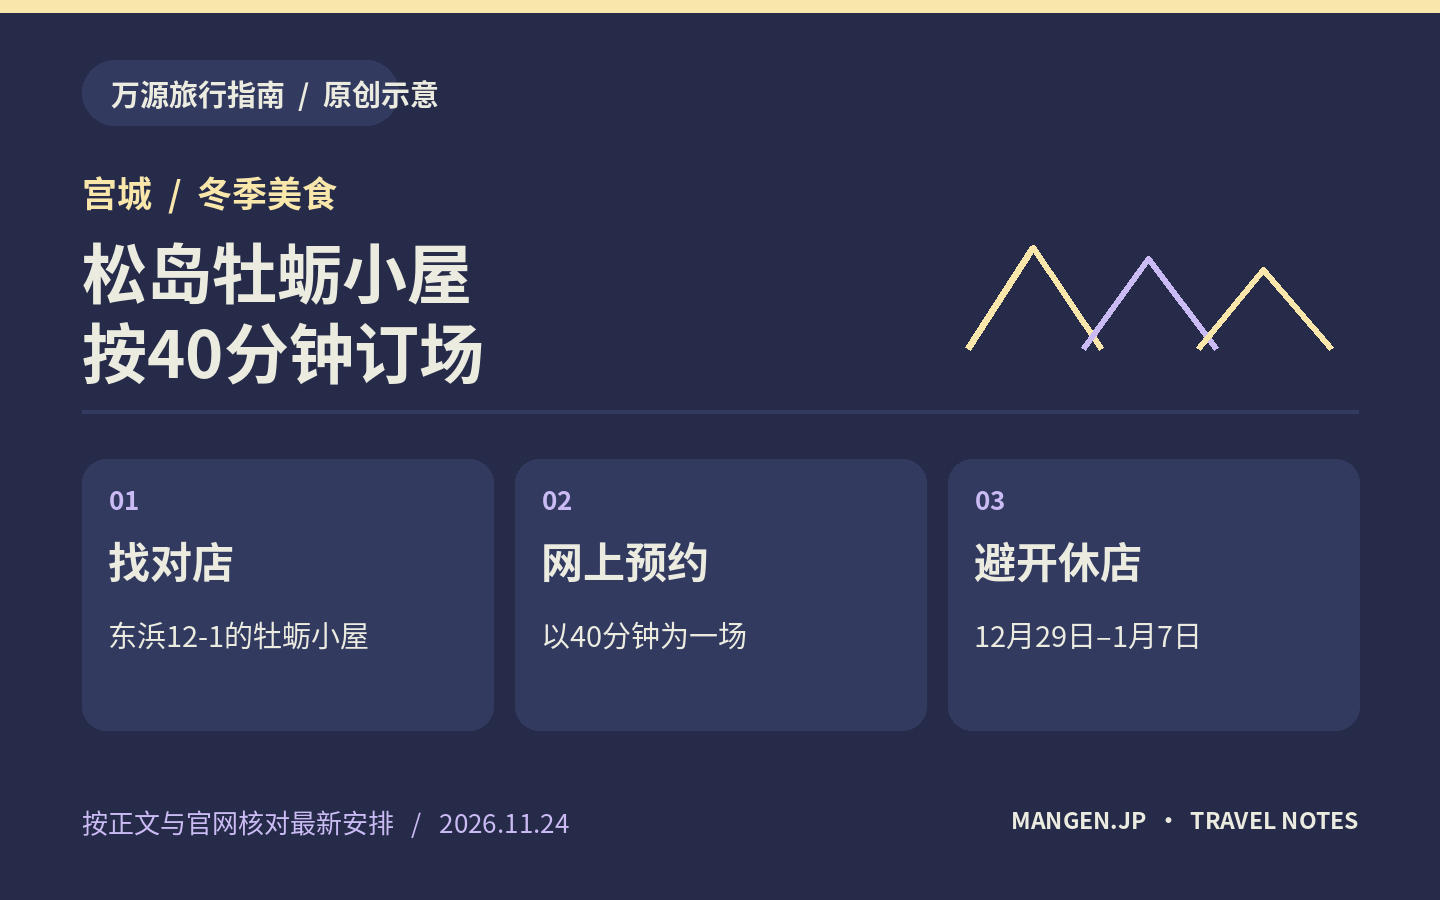 万源旅行指南 / 原创示意
宫城 / 冬季美食
松岛牡蛎小屋
按40分钟订场
01
找对店
东浜12-1的牡蛎小屋
02
网上预约
以40分钟为一场
03
避开休店
12月29日–1月7日
按正文与官网核对最新安排 / 2026.11.24
MANGEN.JP • TRAVEL NOTES